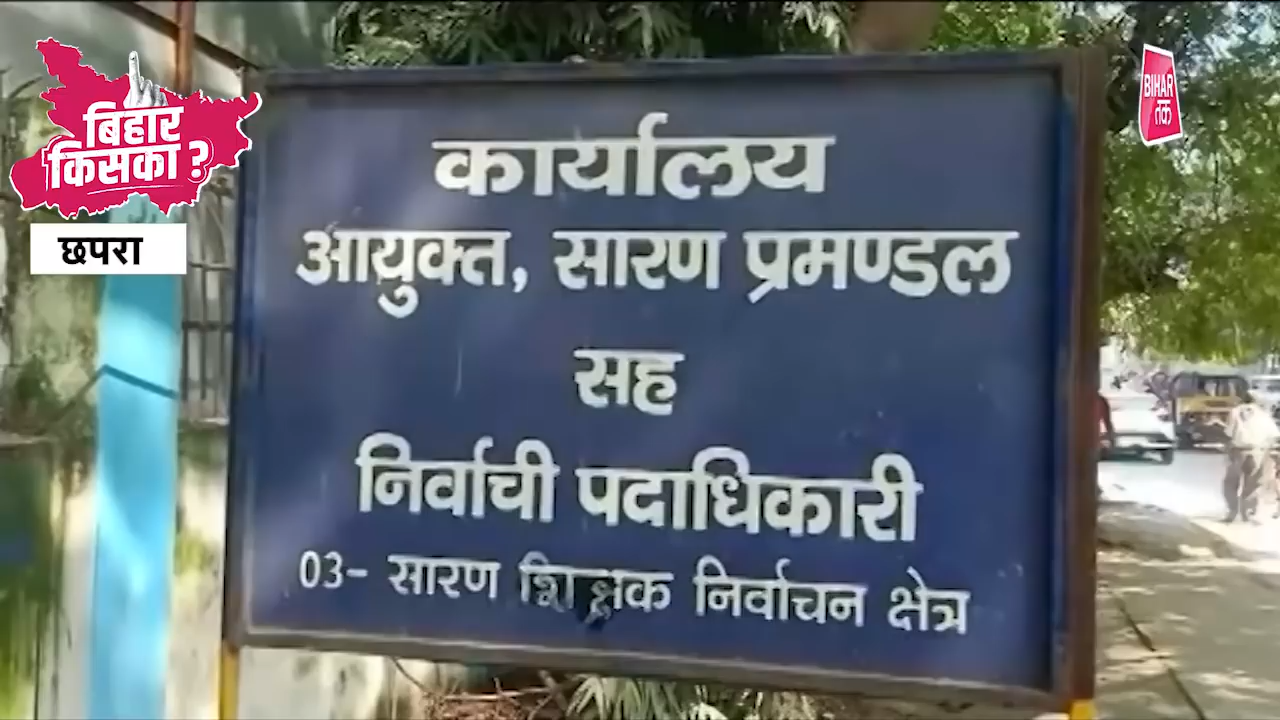 बिहार
किसका ?
छपरा
BIHAR
तक
कार्यालय
आयुक्त, सारण प्रमण्डल
सह
निर्वाची पदाधिकारी
03- सारण शिक्षक निर्वाचन क्षेत्र